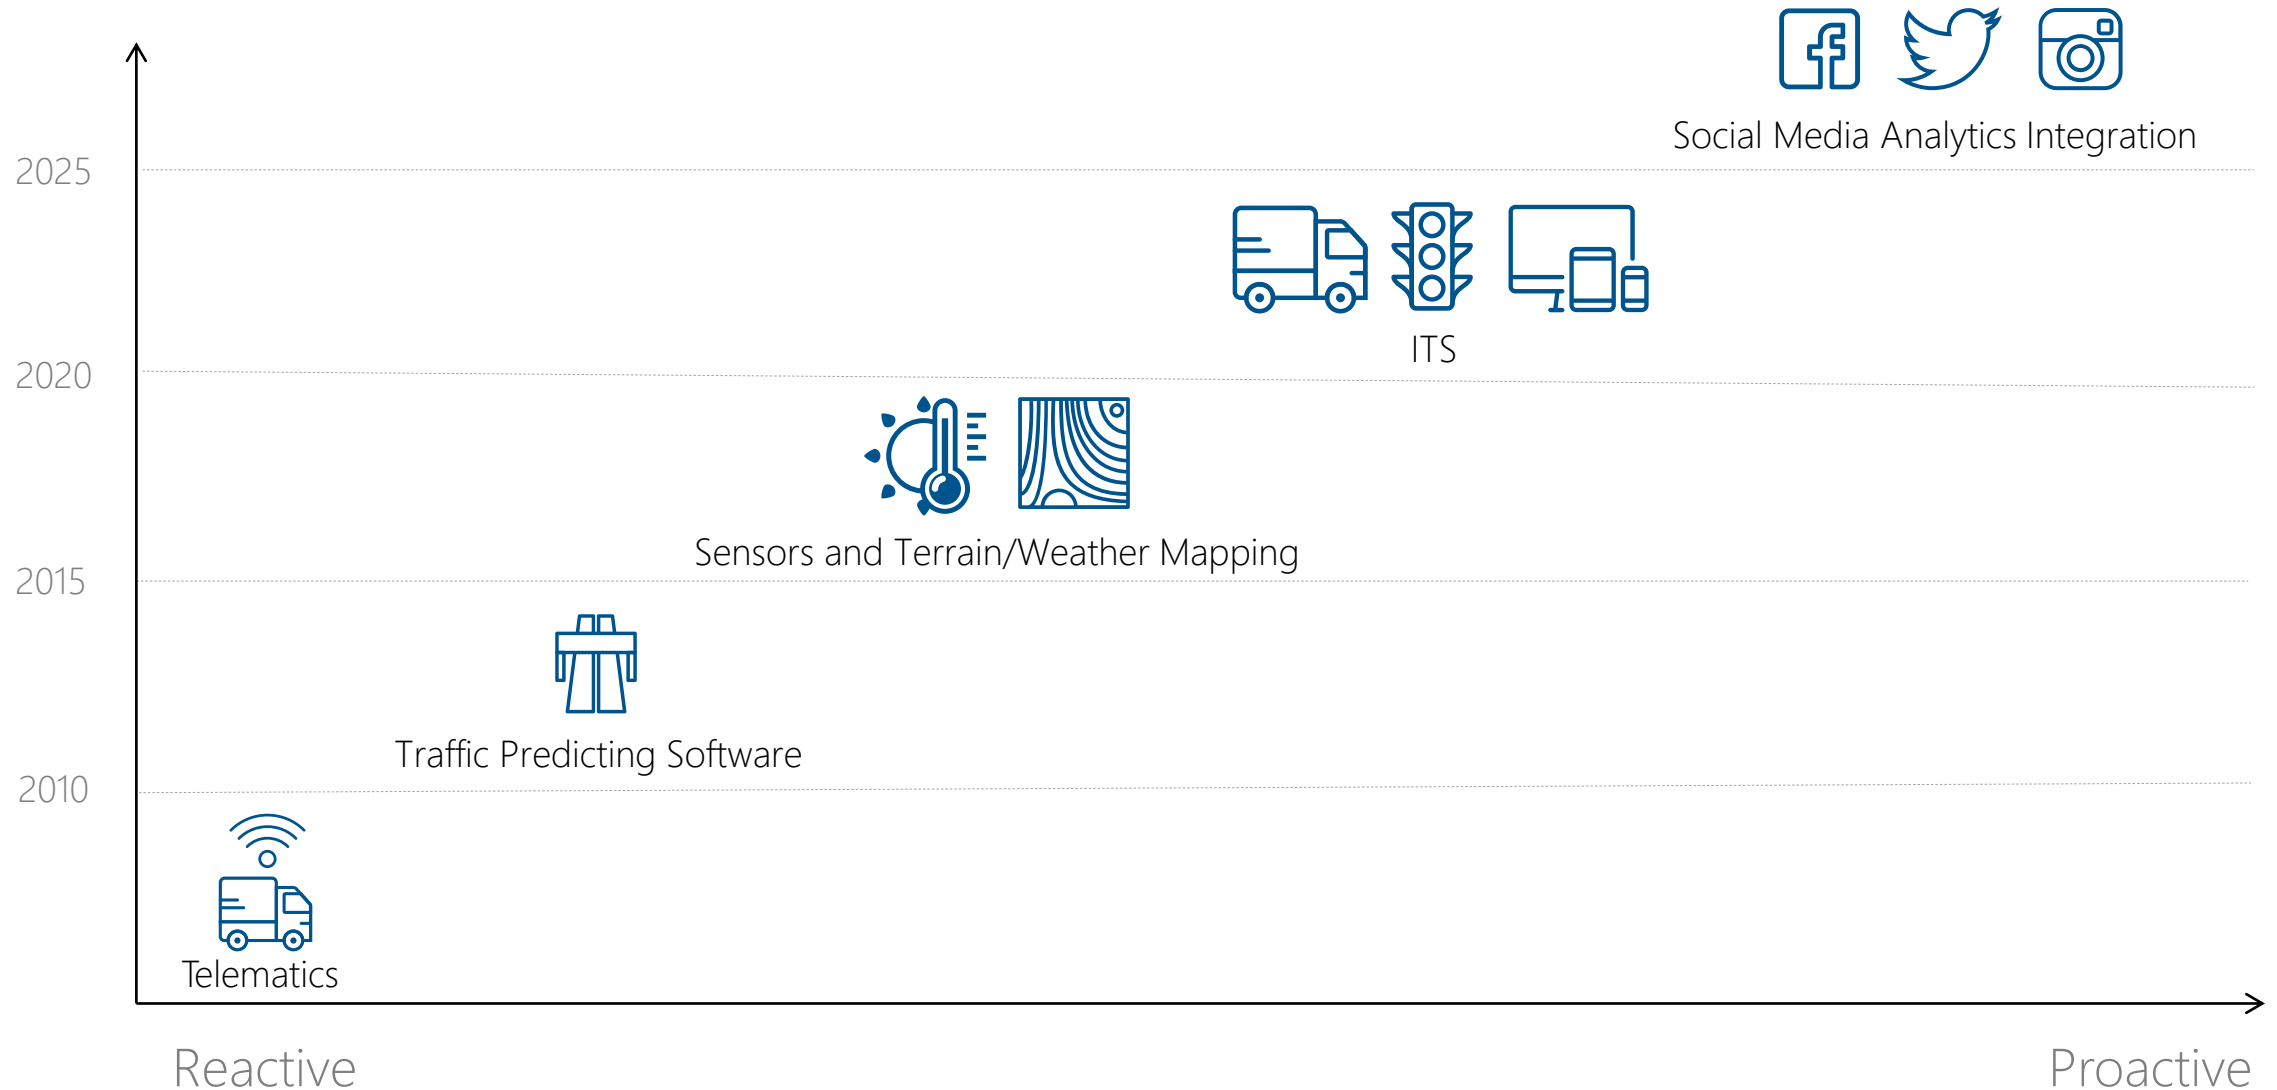 Social Media Analytics Integration
2025
ITS
2020
Sensors and Terrain/Weather Mapping
2015
Traffic Predicting Software
2010
Telematics
Reactive
Proactive